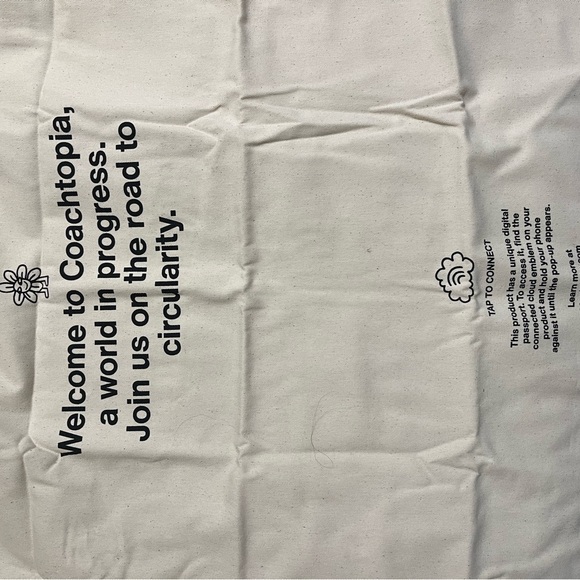 Welcome to Coachtopia,
a world in progress.
Join us on the road to
circularity.
TAP TO CONNECT
This product has a unique digital
passport. To access it, find the
connected cloud emblem on your
product and hold your phone
against it until the pop-up appears.
Learn more at